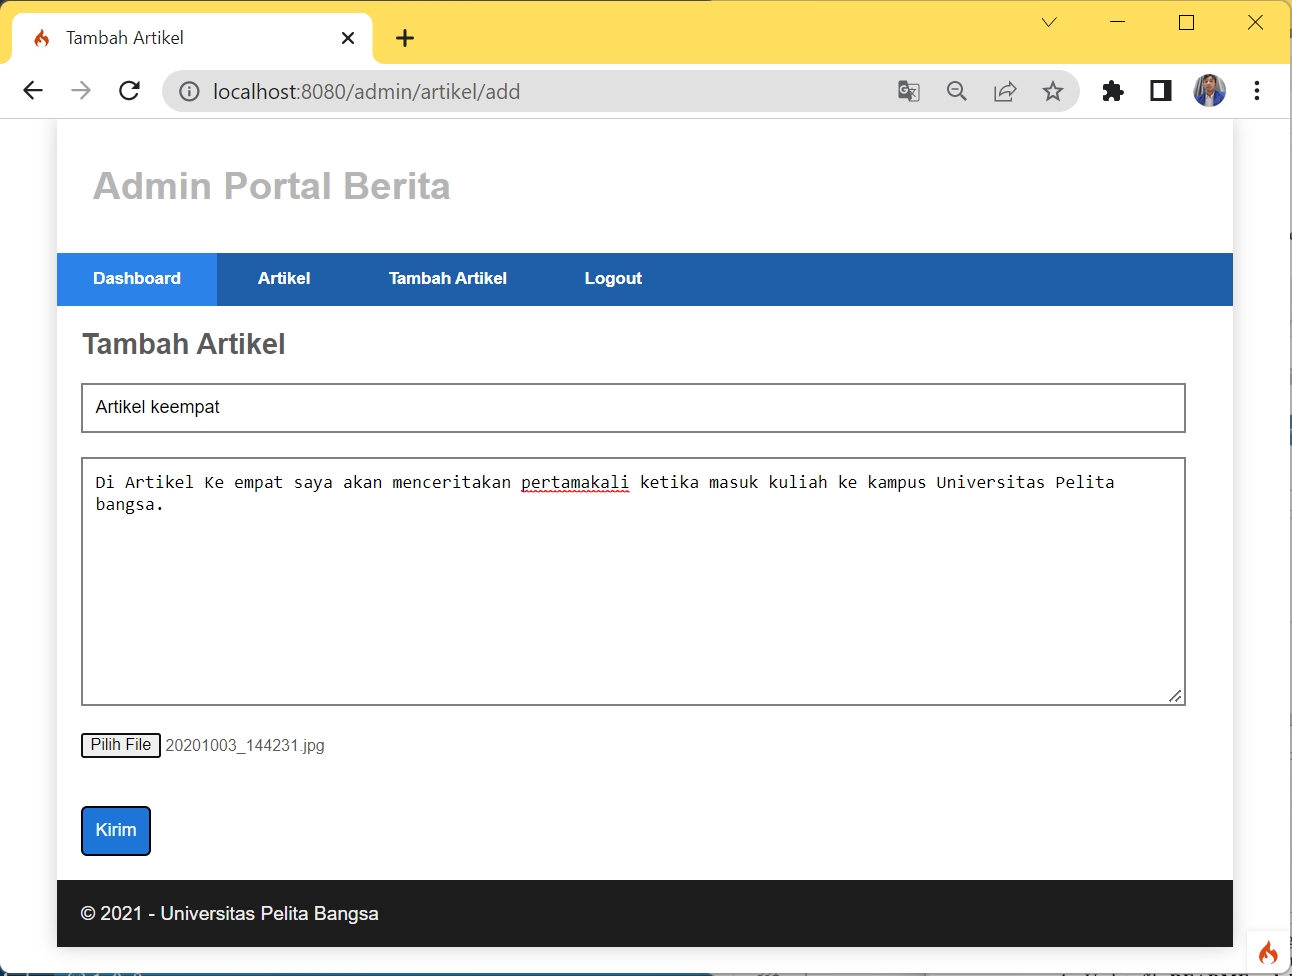 Tambah Artikel
localhost:8080/admin/artikel/add
Admin Portal Berita
Dashboard Artikel Tambah Artikel Logout
Tambah Artikel
Artikel keempat
Di Artikel Ke empat saya akan menceritakan pertamakali ketika masuk kuliah ke kampus Universitas Pelita
bangsa.
Pilih File 20201003_144231.jpg
Kirim
© 2021 - Universitas Pelita Bangsa